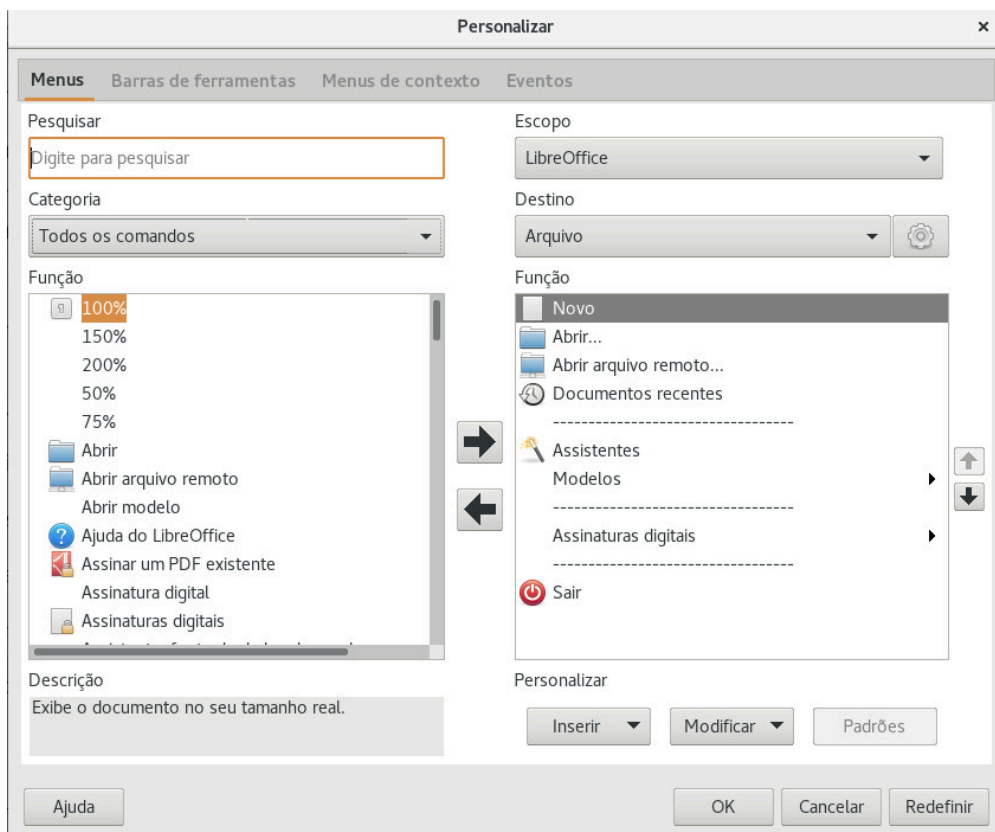 Personalizar
Menus Barras de ferramentas Menus de contexto Eventos
Pesquisar
Digite para pesquisar
Categoria
Todos os comandos
Função
100%
150%
200%
50%
75%
Abrir
Abrir arquivo remoto
Abrir modelo
Ajuda do LibreOffice
Assinar um PDF existente
Assinatura digital
Assinaturas digitais
Descrição
Exibe o documento no seu tamanho real.
Escopo
LibreOffice
Destino
Arquivo
Função
Novo
Abrir...
Abrir arquivo remoto...
Documentos recentes
----------------------------------
Assistentes
Modelos
----------------------------------
Assinaturas digitais
----------------------------------
Sair
Personalizar
Inserir Modificar Padrões
Ajuda OK Cancelar Redefinir